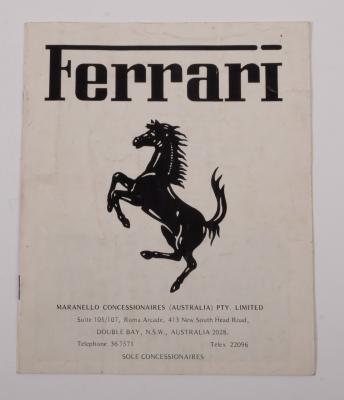 Ferrari
MARANELLO CONCESSIONAIRES (AUSTRALIA) PTY. LIMITED
Suite 105/107, Roma Arcade, 413 New South Head Road,
DOUBLE BAY, N.S.W., AUSTRALIA 2028.
Telephone 36 7571 Telex 22096
SOLE CONCESSIONAIRES